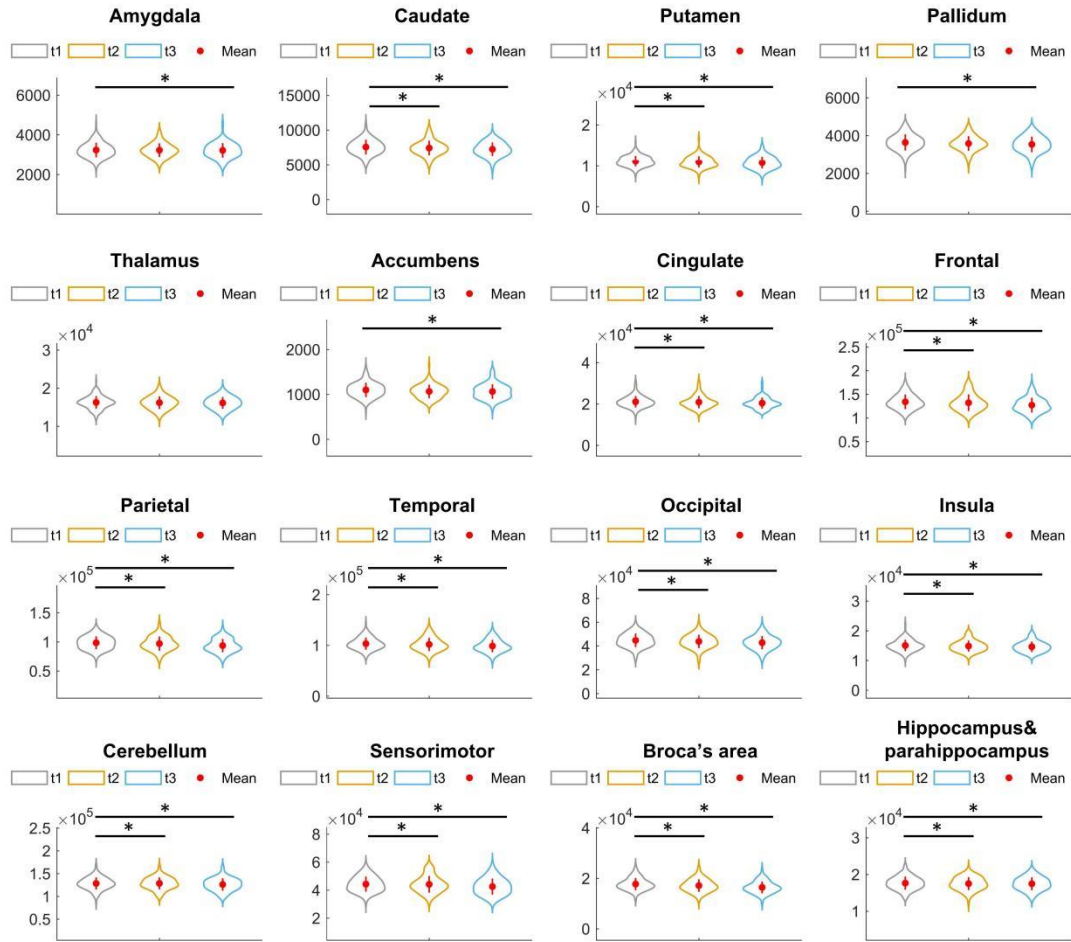 Amygdala
t1 t2 t3 Mean
*
6000
4000
2000
Caudate
t1 t2 t3 Mean
*
*
15000
10000
5000
0
Putamen
t1 t2 t3 Mean
*
*
×10^4
2
1
0
Pallidum
t1 t2 t3 Mean
*
6000
4000
2000
0
Thalamus
t1 t2 t3 Mean
×10^4
3
2
1
Accumbens
t1 t2 t3 Mean
*
2000
1000
0
Cingulate
t1 t2 t3 Mean
*
*
×10^4
4
2
0
Frontal
t1 t2 t3 Mean
*
*
×10^5
2.5
2
1.5
1
0.5
Parietal
t1 t2 t3 Mean
*
*
×10^5
1.5
1
0.5
Temporal
t1 t2 t3 Mean
*
*
×10^5
2
1
0
Occipital
t1 t2 t3 Mean
*
*
×10^4
8
6
4
2
0
Insula
t1 t2 t3 Mean
*
*
×10^4
3
2
1
0
Cerebellum
t1 t2 t3 Mean
*
*
×10^5
2.5
2
1.5
1
0.5
Sensorimotor
t1 t2 t3 Mean
*
*
×10^4
8
6
4
2
Broca's area
t1 t2 t3 Mean
*
*
×10^4
4
2
0
Hippocampus&
parahippocampus
t1 t2 t3 Mean
*
*
×10^4
3
2
1